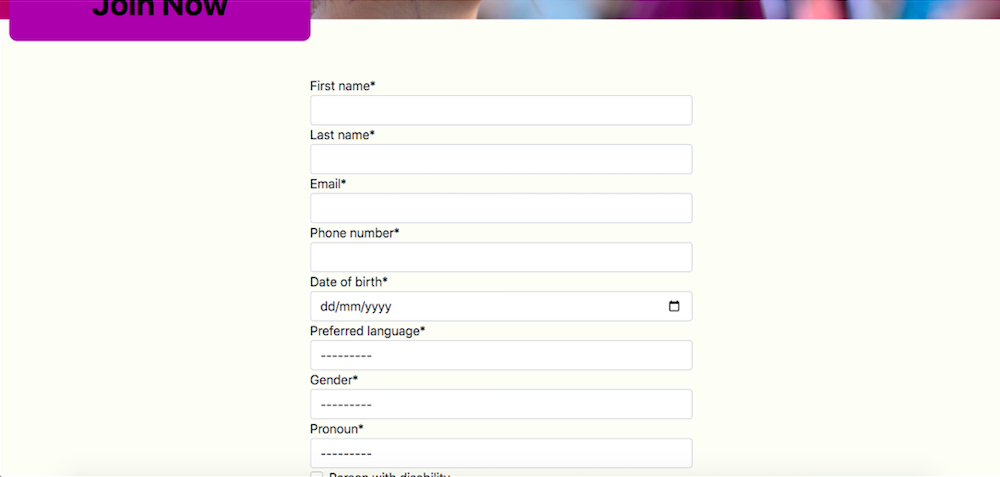 Join Now
First name*
Last name*
Email*
Phone number*
Date of birth*
dd/mm/yyyy
Preferred language*
---------
Gender*
---------
Pronoun*
---------
Person with disability